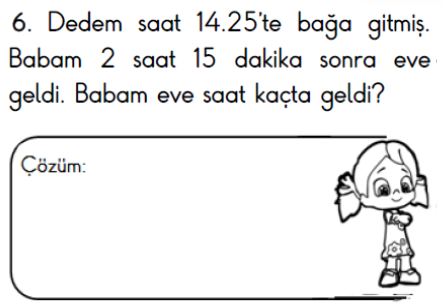 6. Dedem saat 14.25'te bağa gitmiş.
Babam 2 saat 15 dakika sonra eve
geldi. Babam eve saat kaçta geldi?
Çözüm: